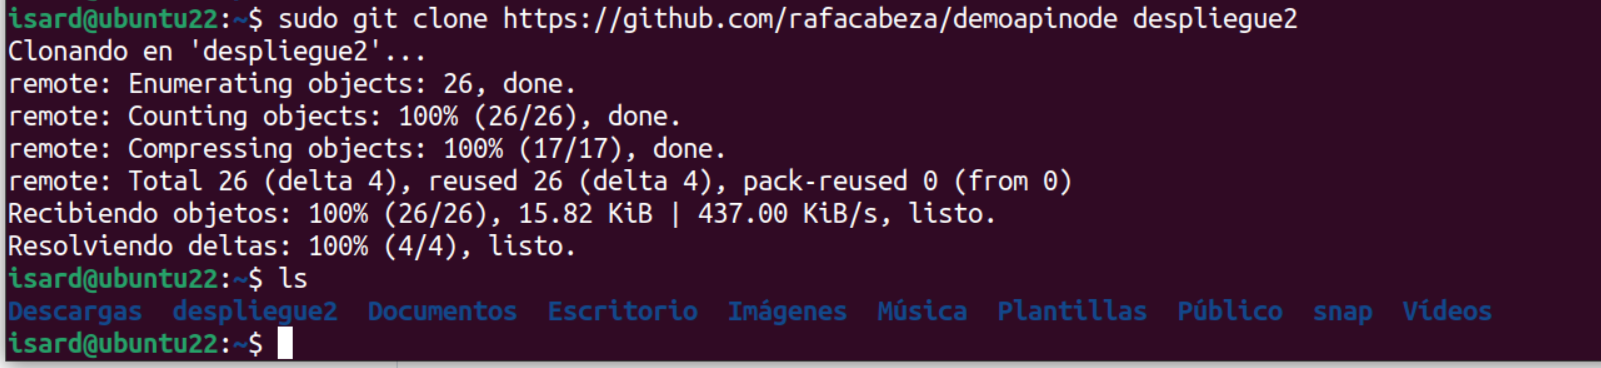 isard@ubuntu22:~$ sudo git clone https://github.com/rafacabeza/demoapinode despliegue2
Clonando en 'despliegue2'...
remote: Enumerating objects: 26, done.
remote: Counting objects: 100% (26/26), done.
remote: Compressing objects: 100% (17/17), done.
remote: Total 26 (delta 4), reused 26 (delta 4), pack-reused 0 (from 0)
Recibiendo objetos: 100% (26/26), 15.82 KiB | 437.00 KiB/s, listo.
Resolviendo deltas: 100% (4/4), listo.
isard@ubuntu22:~$ ls
Descargas  despliegue2  Documentos  Escritorio  Imágenes  Música  Plantillas  Público  snap  Vídeos
isard@ubuntu22:~$